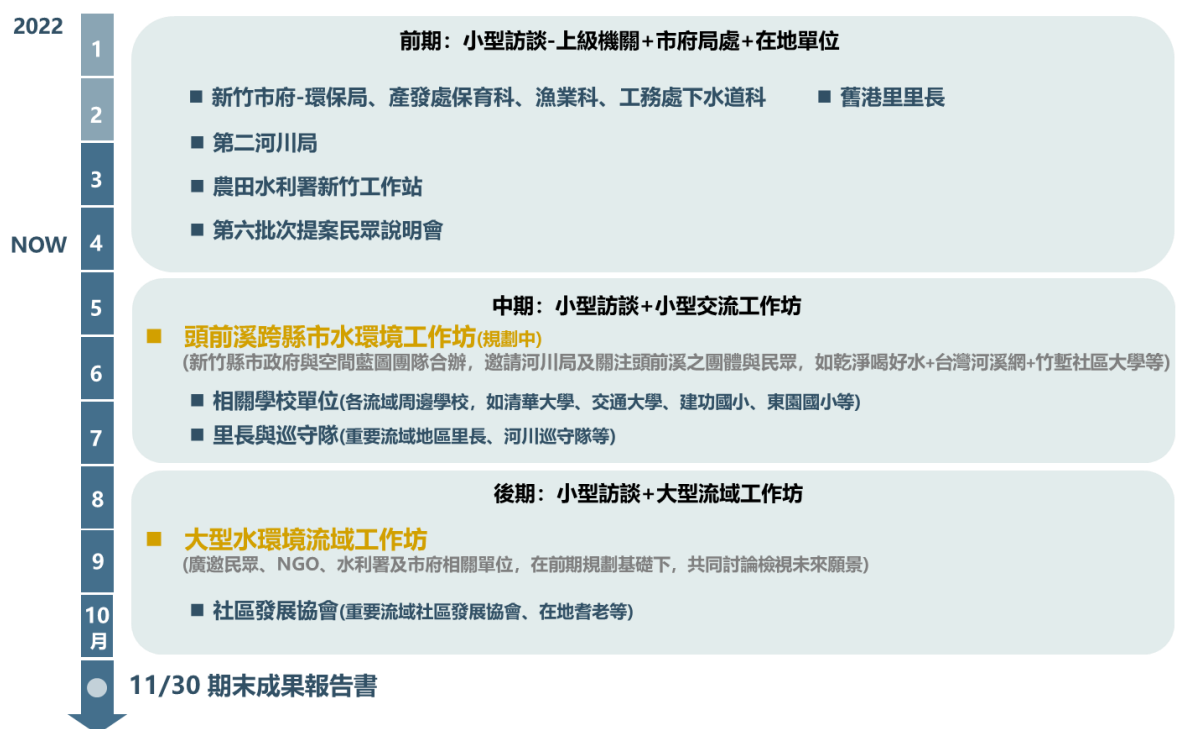 2022
1
前期：小型訪談-上級機關+市府局處+在地單位
2
■ 新竹市府-環保局、產發處保育科、漁業科、工務處下水道科
■ 舊港里里長
■ 第二河川局
3
■ 農田水利署新竹工作站
■ 第六批次提案民眾說明會
NOW
4
5
中期：小型訪談+小型交流工作坊
■ 頭前溪跨縣市水環境工作坊(規劃中)
(新竹縣市政府與空間藍圖團隊合辦，邀請河川局及關注頭前溪之團體與民眾，如乾淨喝好水+台灣河溪網+竹塹社區大學等)
6
■ 相關學校單位(各流域周邊學校，如清華大學、交通大學、建功國小、東園國小等)
7
■ 里長與巡守隊(重要流域地區里長、河川巡守隊等)
8
後期：小型訪談+大型流域工作坊
■ 大型水環境流域工作坊
9
(廣邀民眾、NGO、水利署及市府相關單位，在前期規劃基礎下，共同討論檢視未來願景)
10
月
■ 社區發展協會(重要流域社區發展協會、在地耆老等)
11/30 期末成果報告書